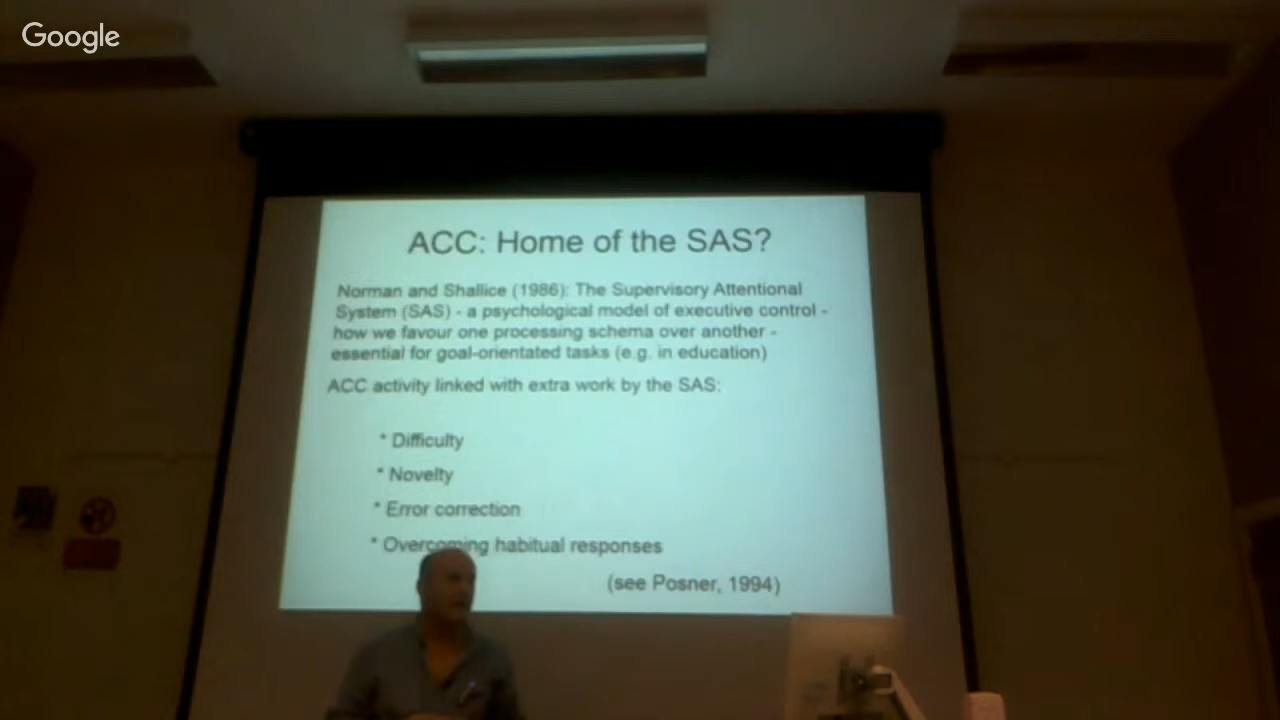 Google
ACC: Home of the SAS?
Norman and Shallice (1986): The Supervisory Attentional
System (SAS) - a psychological model of executive control -
how we favour one processing schema over another -
essential for goal-orientated tasks (e.g. in education)
ACC activity linked with extra work by the SAS:
* Difficulty
* Novelty
* Error correction
* Overcoming habitual responses
(see Posner, 1994)